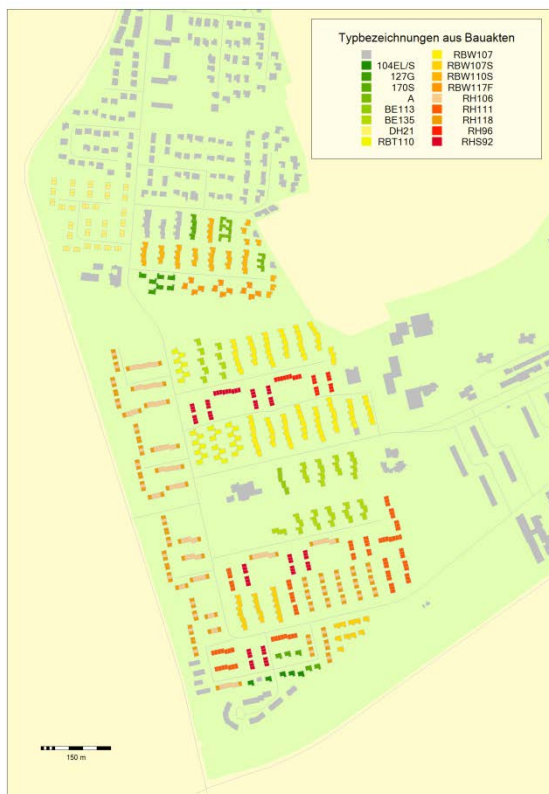 Typbezeichnungen aus Bauakten
104EL/S
127G
170S
A
BE113
BE135
DH21
RBT110
RBW107
RBW107S
RBW110S
RBW117F
RH106
RH111
RH118
RH96
RHS92
150 m